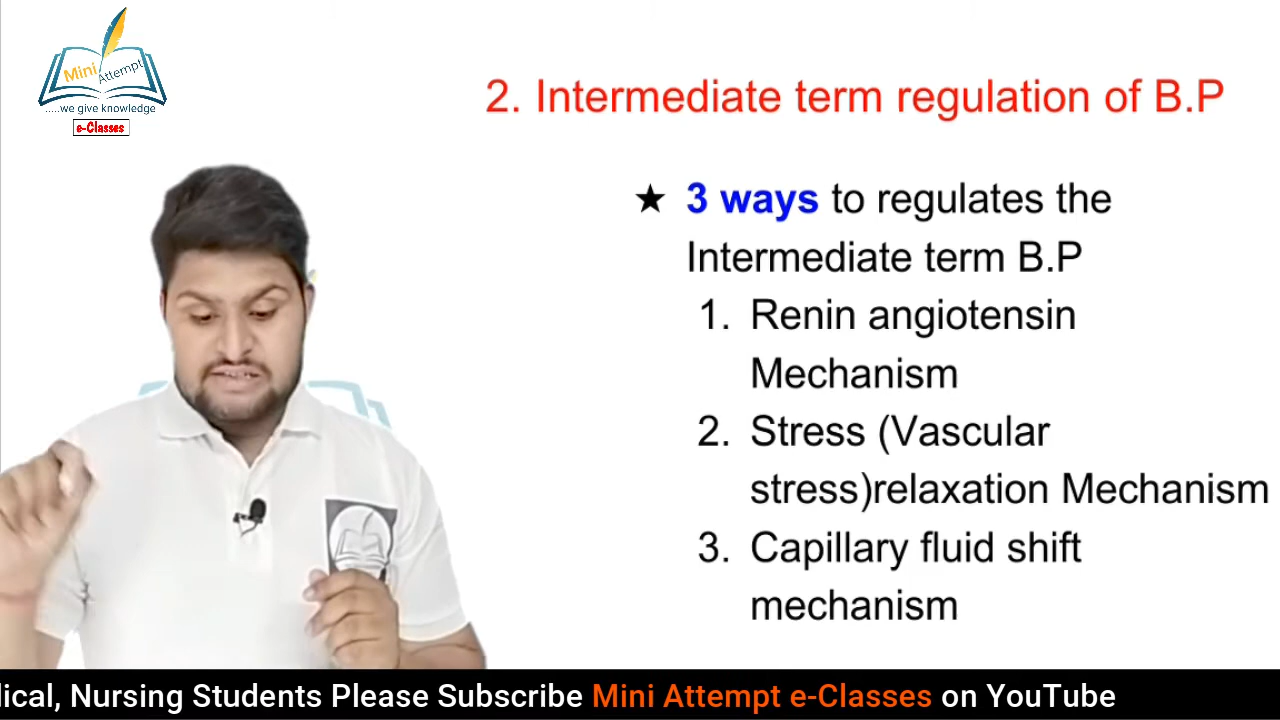 Mini Attempt
.....we give knowledge
e-Classes
2. Intermediate term regulation of B.P
★ 3 ways to regulates the
Intermediate term B.P
1. Renin angiotensin
Mechanism
2. Stress (Vascular
stress)relaxation Mechanism
3. Capillary fluid shift
mechanism
lical, Nursing Students Please Subscribe Mini Attempt e-Classes on YouTube